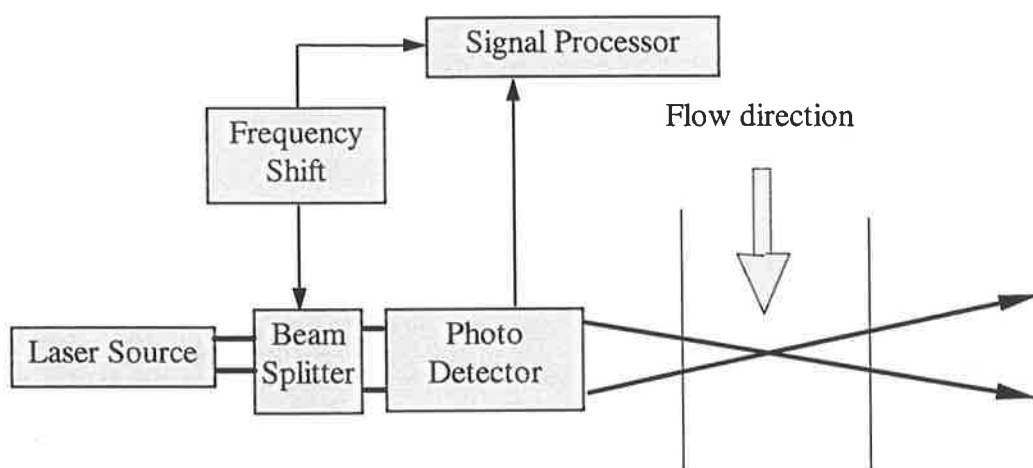 Signal Processor
Flow direction
Frequency
Shift
Laser Source
Beam
Splitter
Photo
Detector